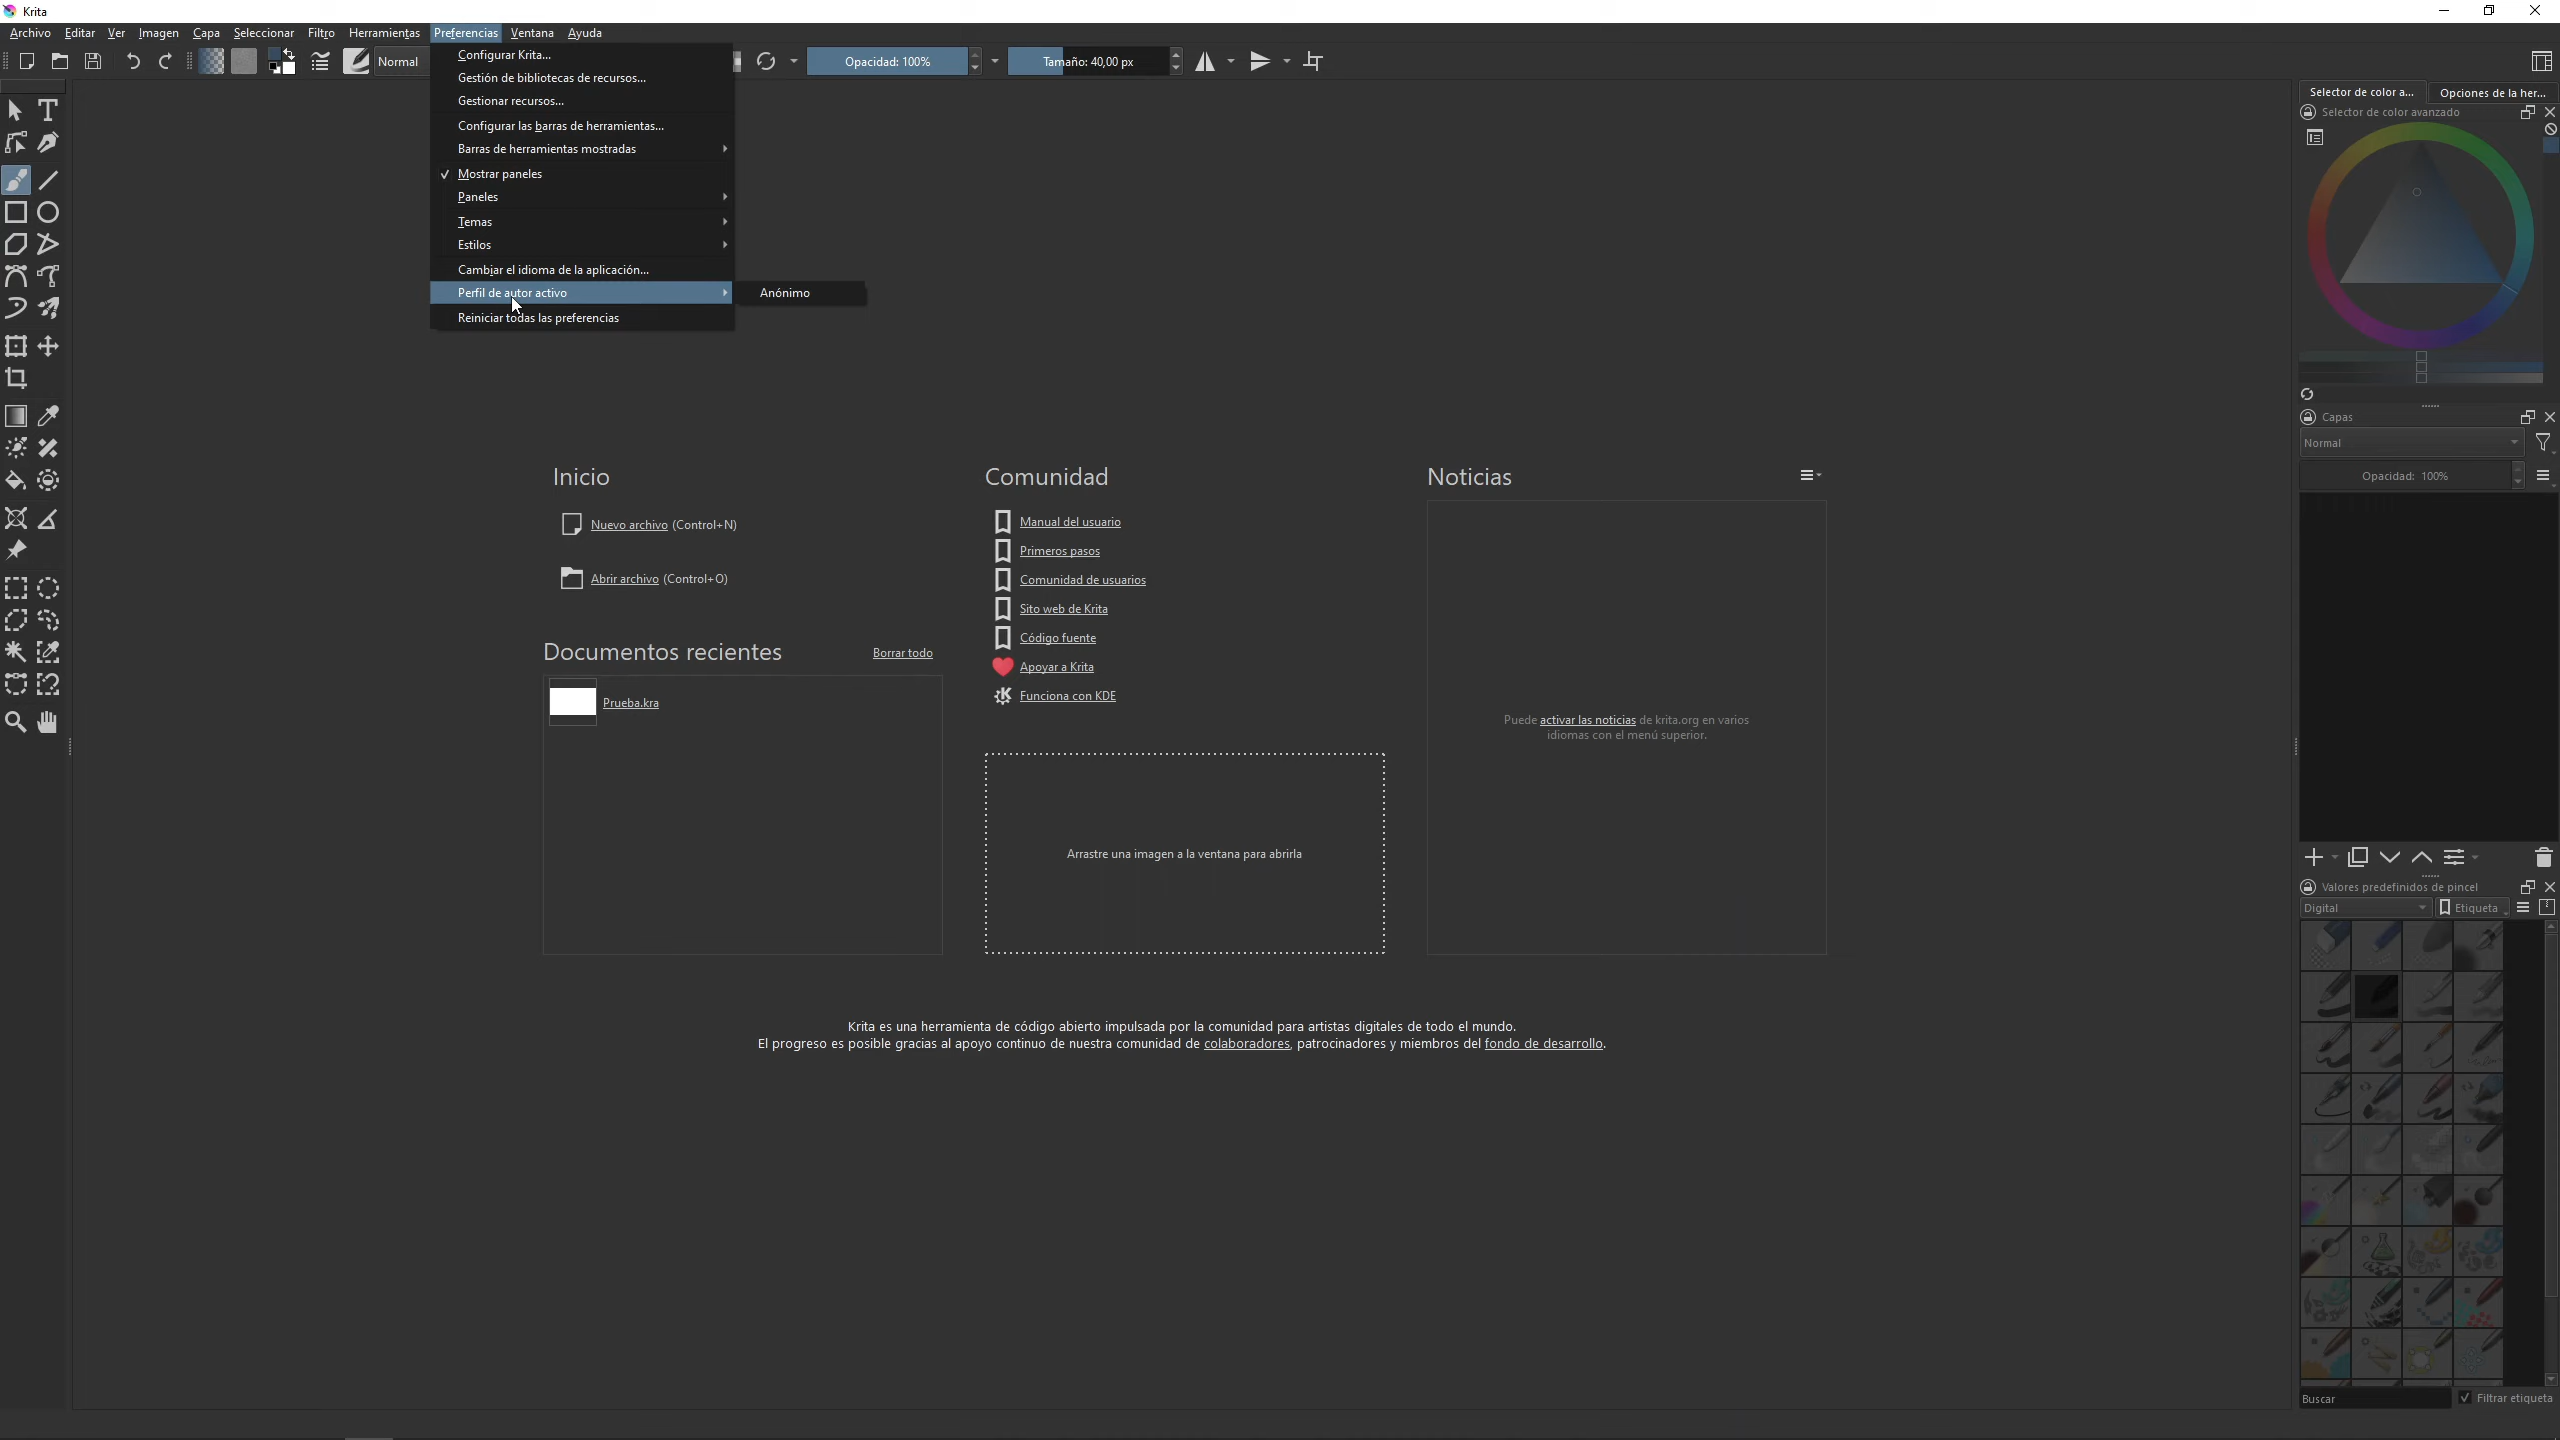 Krita
Archivo Editar Ver Imagen Capa Seleccionar Filtro Herramientas Preferencias Ventana Ayuda
Normal
Opacidad: 100%
Tamaño: 40,00 px
Configurar Krita...
Gestión de bibliotecas de recursos...
Gestionar recursos...
Configurar las barras de herramientas...
Barras de herramientas mostradas
Mostrar paneles
Paneles
Temas
Estilos
Cambiar el idioma de la aplicación...
Perfil de autor activo
Anónimo
Reiniciar todas las preferencias
Inicio
Nuevo archivo (Control+N)
Abrir archivo (Control+O)
Documentos recientes
Borrar todo
Prueba.kra
Comunidad
Manual del usuario
Primeros pasos
Comunidad de usuarios
Sito web de Krita
Código fuente
Apoyar a Krita
Funciona con KDE
Arrastre una imagen a la ventana para abrirla
Noticias
Puede activar las noticias de krita.org en varios
idiomas con el menú superior.
Krita es una herramienta de código abierto impulsada por la comunidad para artistas digitales de todo el mundo.
El progreso es posible gracias al apoyo continuo de nuestra comunidad de colaboradores, patrocinadores y miembros del fondo de desarrollo.
Selector de color a...
Opciones de la her...
Selector de color avanzado
Capas
Normal
Opacidad: 100%
Valores predefinidos de pincel
Digital
Etiqueta
Buscar
Filtrar etiqueta